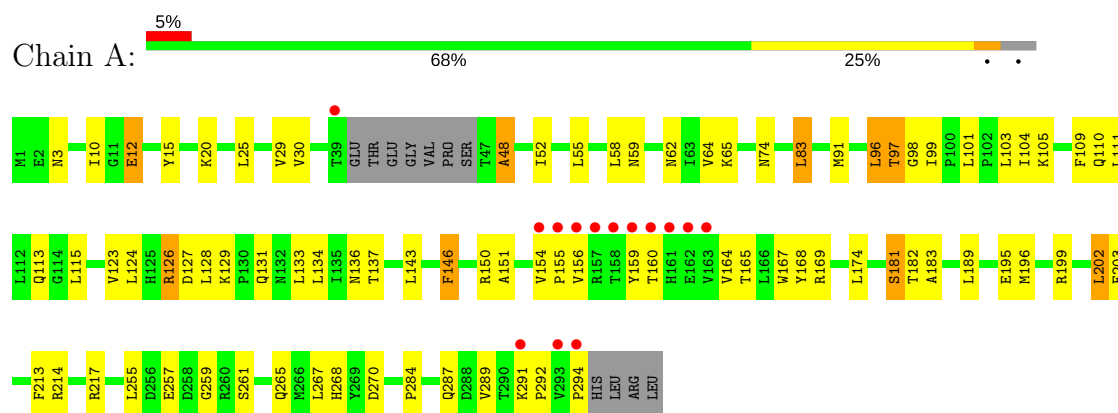 5%
Chain A:
68% 25% • •
M1 E2 N3 I10 G11 E12 Y15 K20 L25 V29 V30 T39 GLU THR GLU GLY VAL PRO SER T47 A48 I52 L55 L58 N59 N62 I63 V64 K65 N74 L83 M91 L96 T97 G98 I99 P100 L101 P102 L103 I104 K105 F109 Q110 L111
L112 Q113 G114 L115 V123 L124 H125 R126 D127 L128 K129 P130 Q131 N132 L133 L134 I135 N136 T137 L143 F146 R150 A151 V154 P155 V156 R157 T158 Y159 T160 H161 E162 V163 V164 T165 L166 W167 Y168 R169 L174 S181 T182 A183 L189 E195 M196 R199 L202 F203
F213 R214 R217 L255 D256 E257 D258 G259 R260 S261 Q265 M266 L267 H268 Y269 D270 P284 Q287 D288 V289 T290 K291 P292 V293 P294 HIS LEU ARG LEU